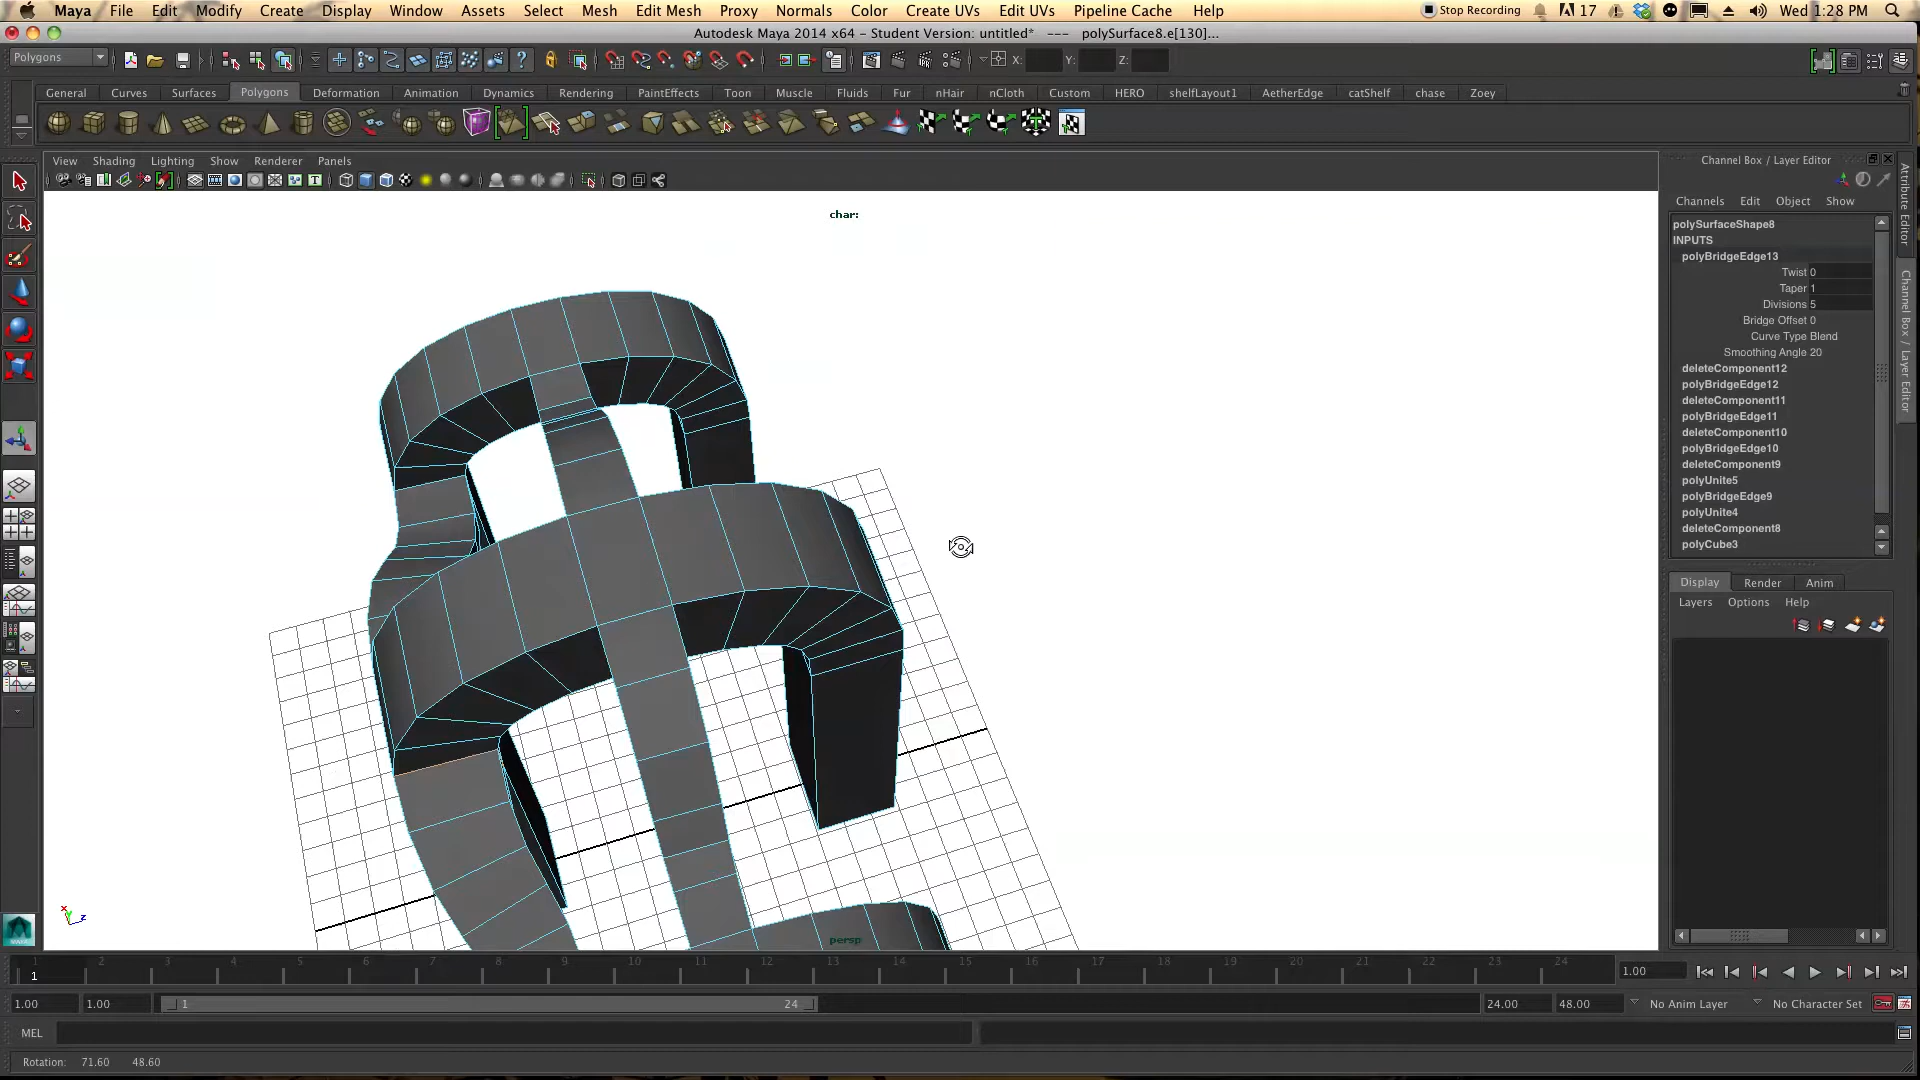 Maya File Edit Modify Create Display Window Assets Select Mesh Edit Mesh Proxy Normals Color Create UVs Edit UVs Pipeline Cache Help Stop Recording 17 Wed 1:28 PM
Autodesk Maya 2014 x64 - Student Version: untitled* --- polySurface8.e[130]...
Polygons X: Y: Z:
General Curves Surfaces Polygons Deformation Animation Dynamics Rendering PaintEffects Toon Muscle Fluids Fur nHair nCloth Custom HERO shelfLayout1 AetherEdge catShelf chase Zoey
View Shading Lighting Show Renderer Panels
Channel Box / Layer Editor
Channels Edit Object Show
char:
polySurfaceShape8
INPUTS
polyBridgeEdge13
Twist 0
Taper 1
Divisions 5
Bridge Offset 0
Curve Type Blend
Smoothing Angle 20
deleteComponent12
polyBridgeEdge12
deleteComponent11
polyBridgeEdge11
deleteComponent10
polyBridgeEdge10
deleteComponent9
polyUnite5
polyBridgeEdge9
polyUnite4
deleteComponent8
polyCube3
Attribute Editor
Channel Box / Layer Editor
Display Render Anim
Layers Options Help
x y z
persp
1 2 3 4 5 6 7 8 9 10 11 12 13 14 15 16 17 18 19 20 21 22 23 24
1 1.00
1.00 1.00 1 24 24.00 48.00 No Anim Layer No Character Set
MEL
Rotation: 71.60 48.60